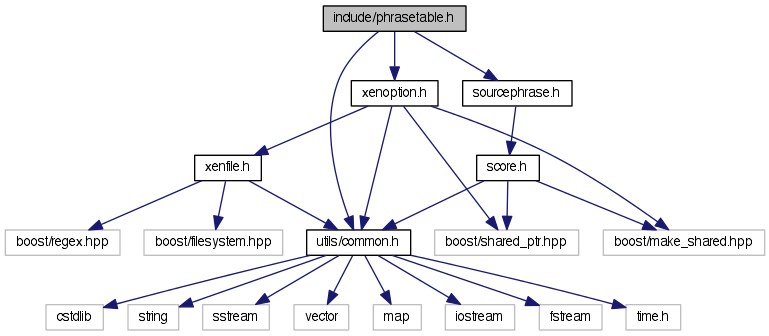 include/phrasetable.h
xenoption.h
sourcephrase.h
xenfile.h
score.h
boost/regex.hpp
boost/filesystem.hpp
utils/common.h
boost/shared_ptr.hpp
boost/make_shared.hpp
cstdlib
string
sstream
vector
map
iostream
fstream
time.h